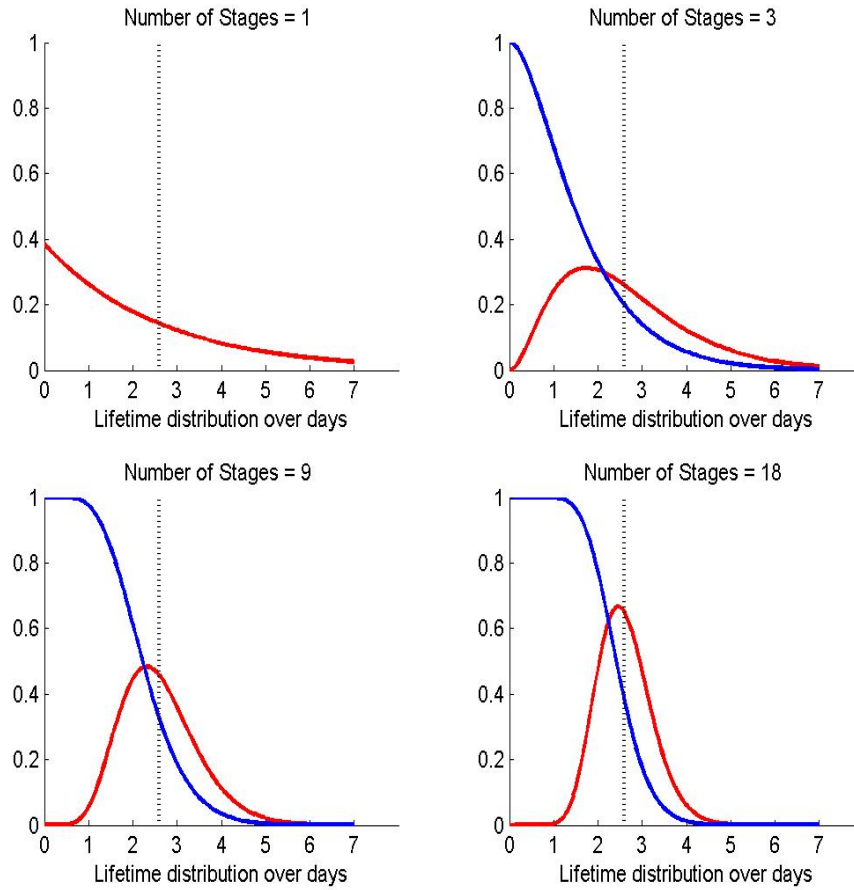 Number of Stages = 1
1
0.8
0.6
0.4
0.2
0
0 1 2 3 4 5 6 7
Lifetime distribution over days
Number of Stages = 3
1
0.8
0.6
0.4
0.2
0
0 1 2 3 4 5 6 7
Lifetime distribution over days
Number of Stages = 9
1
0.8
0.6
0.4
0.2
0
0 1 2 3 4 5 6 7
Lifetime distribution over days
Number of Stages = 18
1
0.8
0.6
0.4
0.2
0
0 1 2 3 4 5 6 7
Lifetime distribution over days